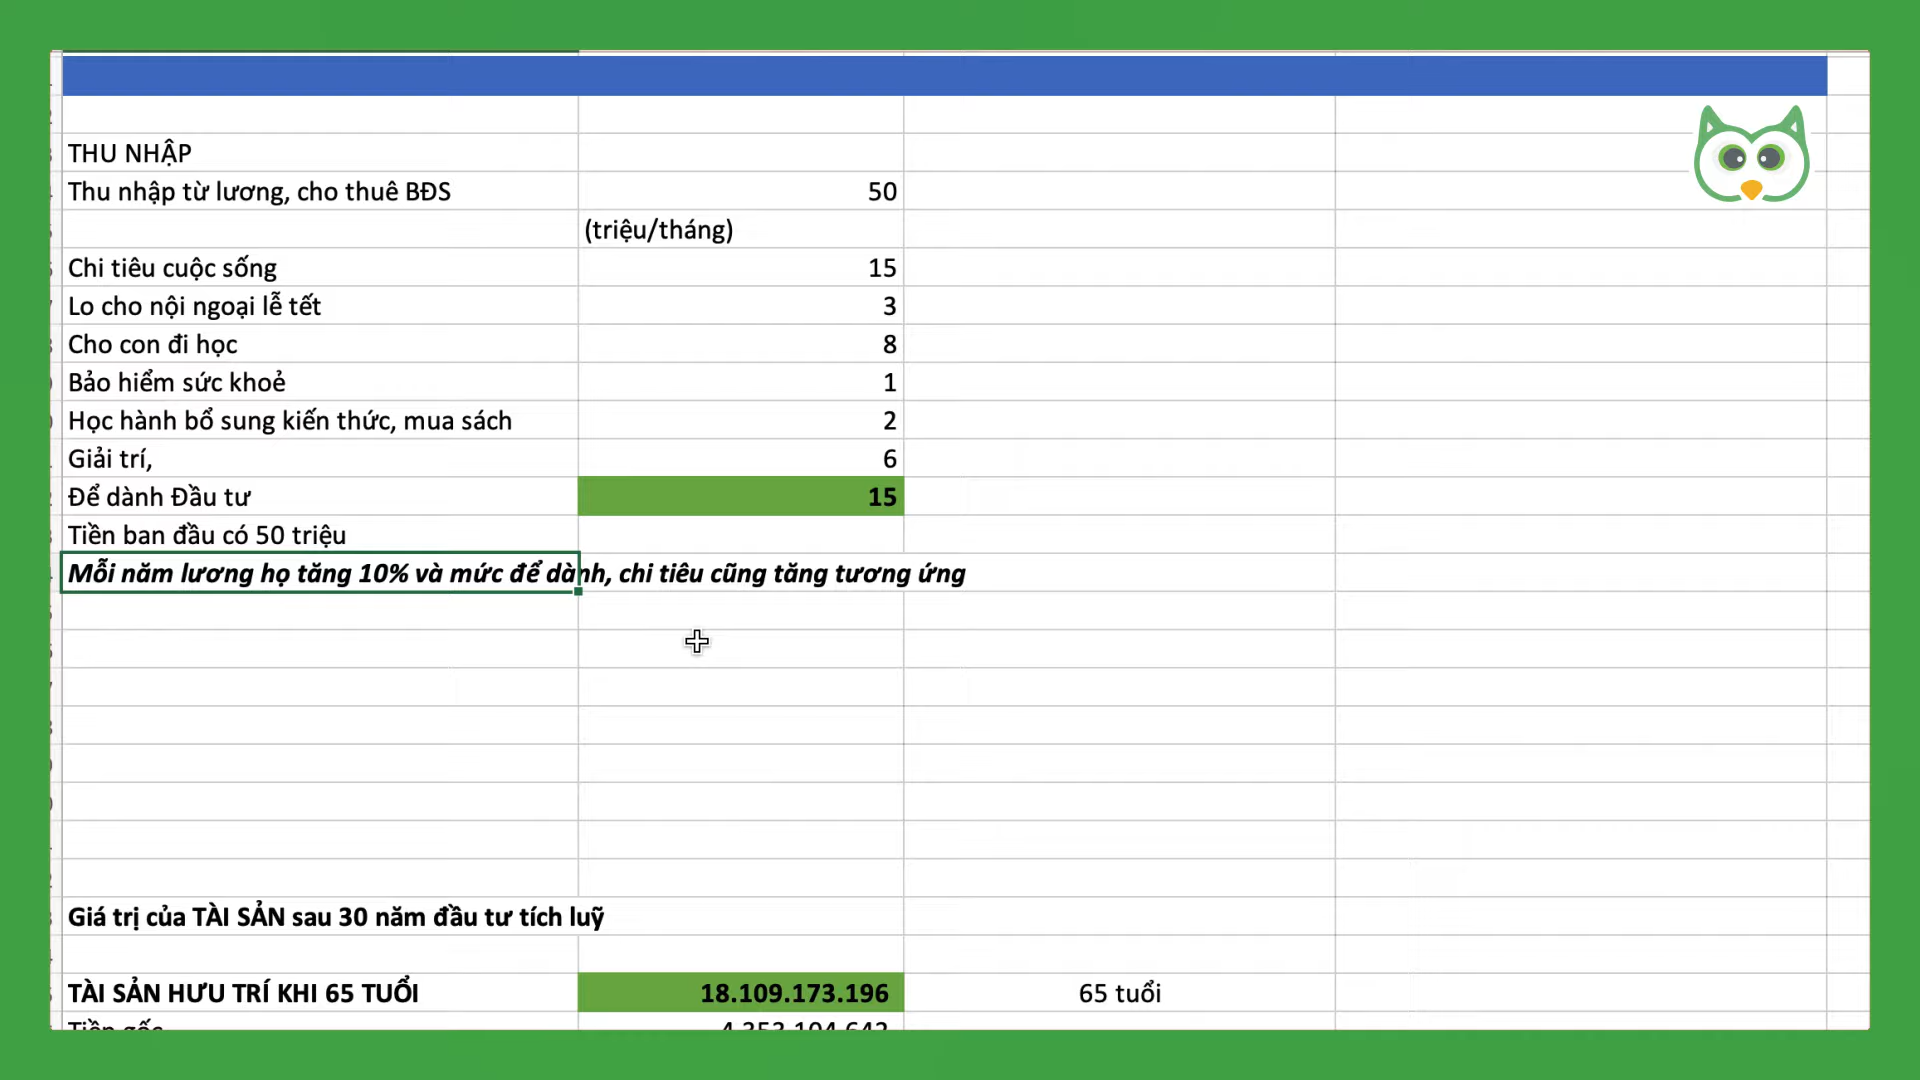 THU NHẬP
Thu nhập từ lương, cho thuê BĐS 50
(triệu/tháng)
Chi tiêu cuộc sống 15
Lo cho nội ngoại lễ tết 3
Cho con đi học 8
Bảo hiểm sức khoẻ 1
Học hành bổ sung kiến thức, mua sách 2
Giải trí, 6
Để dành Đầu tư 15
Tiền ban đầu có 50 triệu
Mỗi năm lương họ tăng 10% và mức để dành, chi tiêu cũng tăng tương ứng
Giá trị của TÀI SẢN sau 30 năm đầu tư tích luỹ
TÀI SẢN HƯU TRÍ KHI 65 TUỔI 18.109.173.196 65 tuổi
Tiền gốc 4.353.104.642